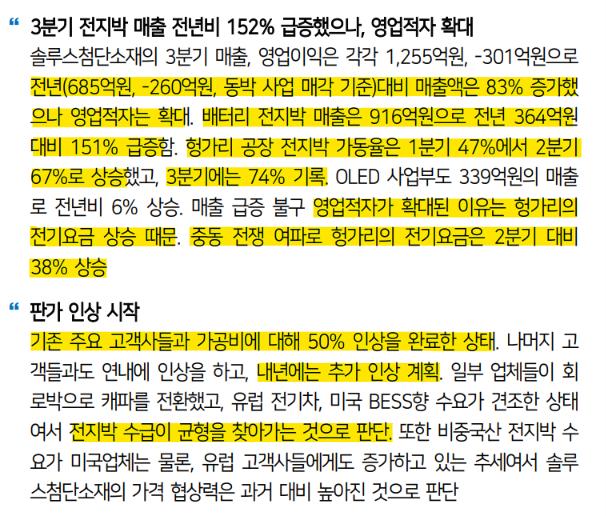 “ 3분기 전지박 매출 전년비 152% 급증했으나, 영업적자 확대
솔루스첨단소재의 3분기 매출, 영업이익은 각각 1,255억원, -301억원으로
전년(685억원, -260억원, 동박 사업 매각 기준)대비 매출액은 83% 증가했
으나 영업적자는 확대. 배터리 전지박 매출은 916억원으로 전년 364억원
대비 151% 급증함. 헝가리 공장 전지박 가동율은 1분기 47%에서 2분기
67%로 상승했고, 3분기에는 74% 기록. OLED 사업부도 339억원의 매출
로 전년비 6% 상승. 매출 급증 불구 영업적자가 확대된 이유는 헝가리의
전기요금 상승 때문. 중동 전쟁 여파로 헝가리의 전기요금은 2분기 대비
38% 상승
“ 판가 인상 시작
기존 주요 고객사들과 가공비에 대해 50% 인상을 완료한 상태. 나머지 고
객들과도 연내에 인상을 하고, 내년에는 추가 인상 계획. 일부 업체들이 회
로박으로 캐파를 전환했고, 유럽 전기차, 미국 BESS향 수요가 견조한 상태
여서 전지박 수급이 균형을 찾아가는 것으로 판단. 또한 비중국산 전지박 수
요가 미국업체는 물론, 유럽 고객사들에게도 증가하고 있는 추세여서 솔루
스첨단소재의 가격 협상력은 과거 대비 높아진 것으로 판단